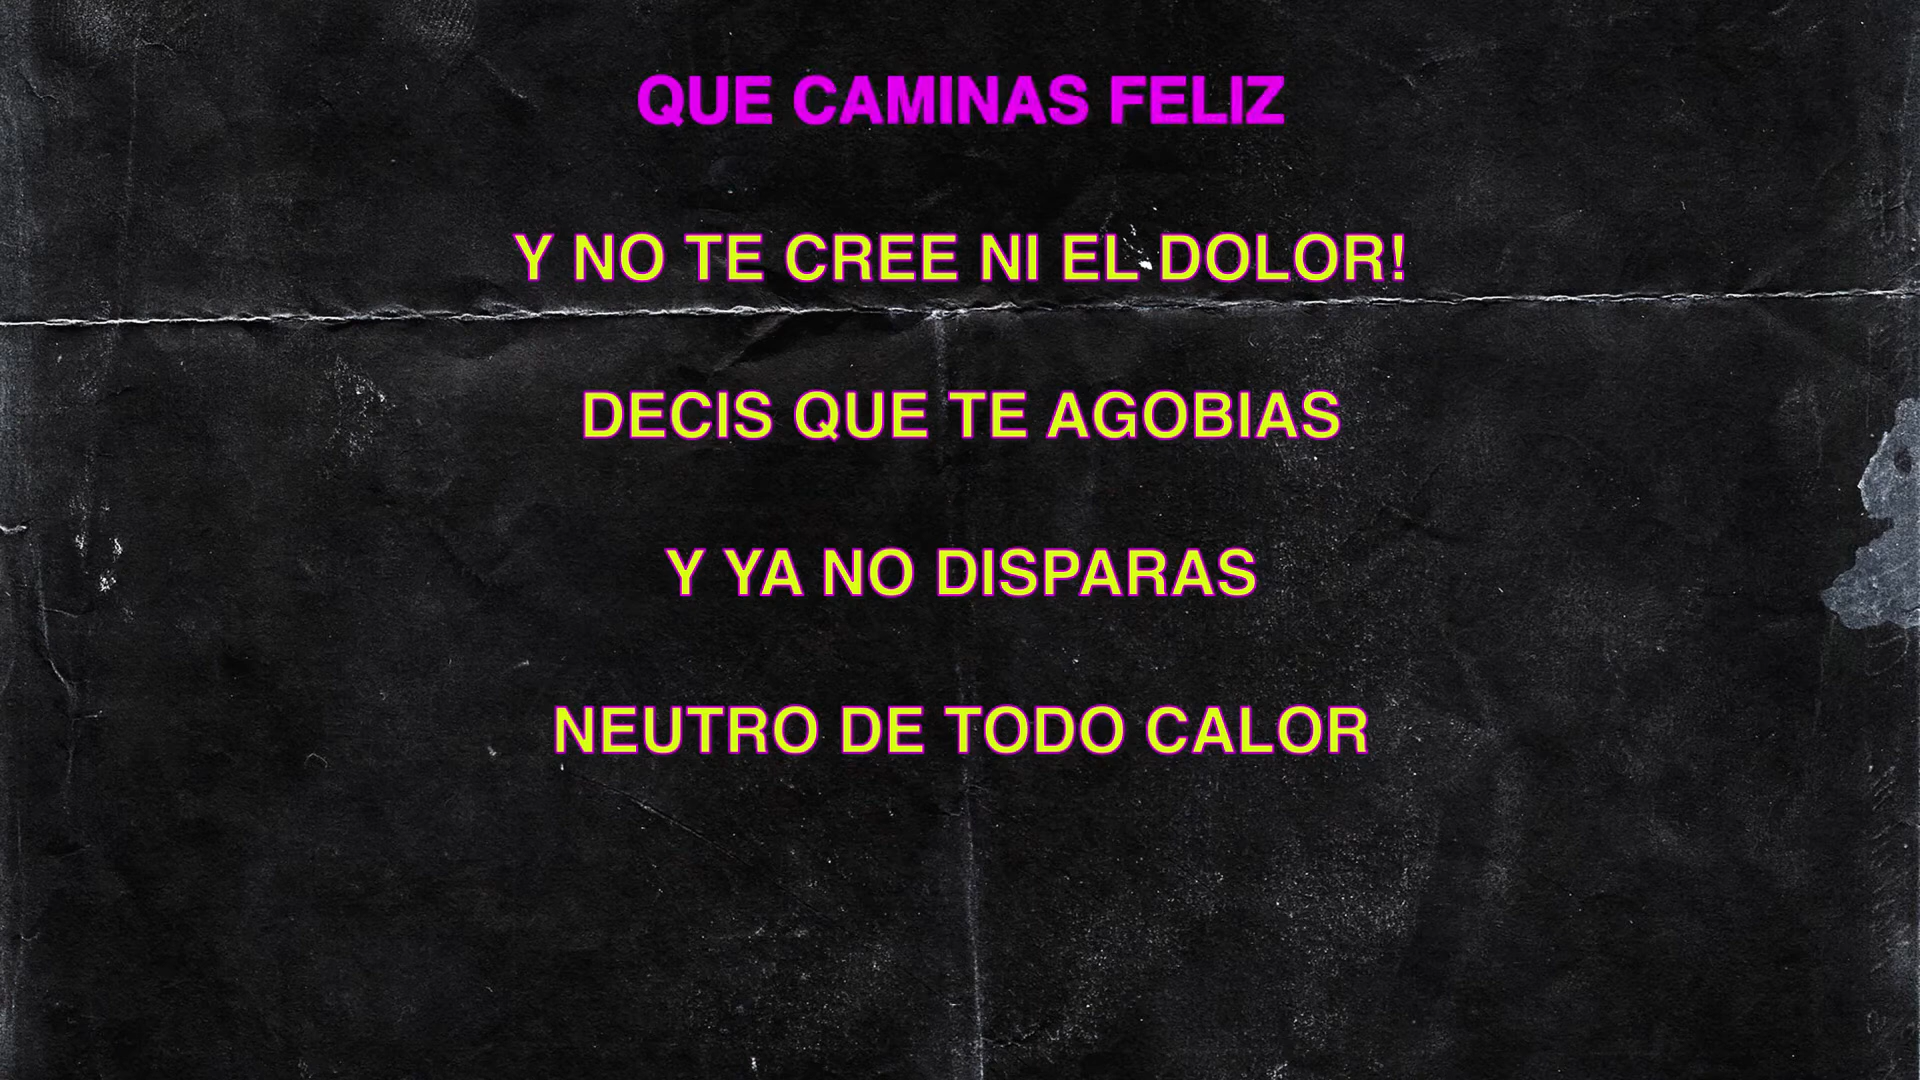 QUE CAMINAS FELIZ
Y NO TE CREE NI EL DOLOR!
DECIS QUE TE AGOBIAS
Y YA NO DISPARAS
NEUTRO DE TODO CALOR